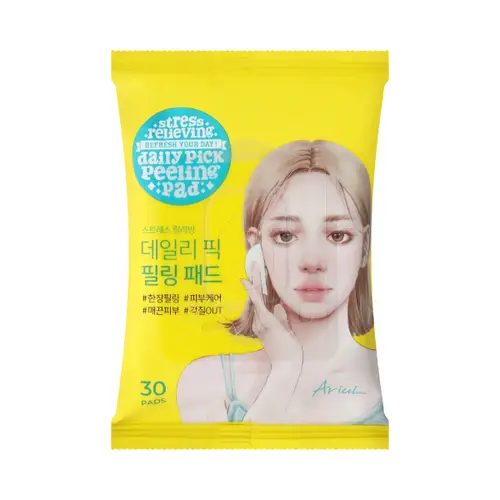 stress
relieving
REFRESH YOUR DAY!
daily pick
peeling
pad
스트레스 릴리빙
데일리 픽
필링 패드
#한장필링 #피부케어
#매끈피부 #각질OUT
30
PADS
Ariul